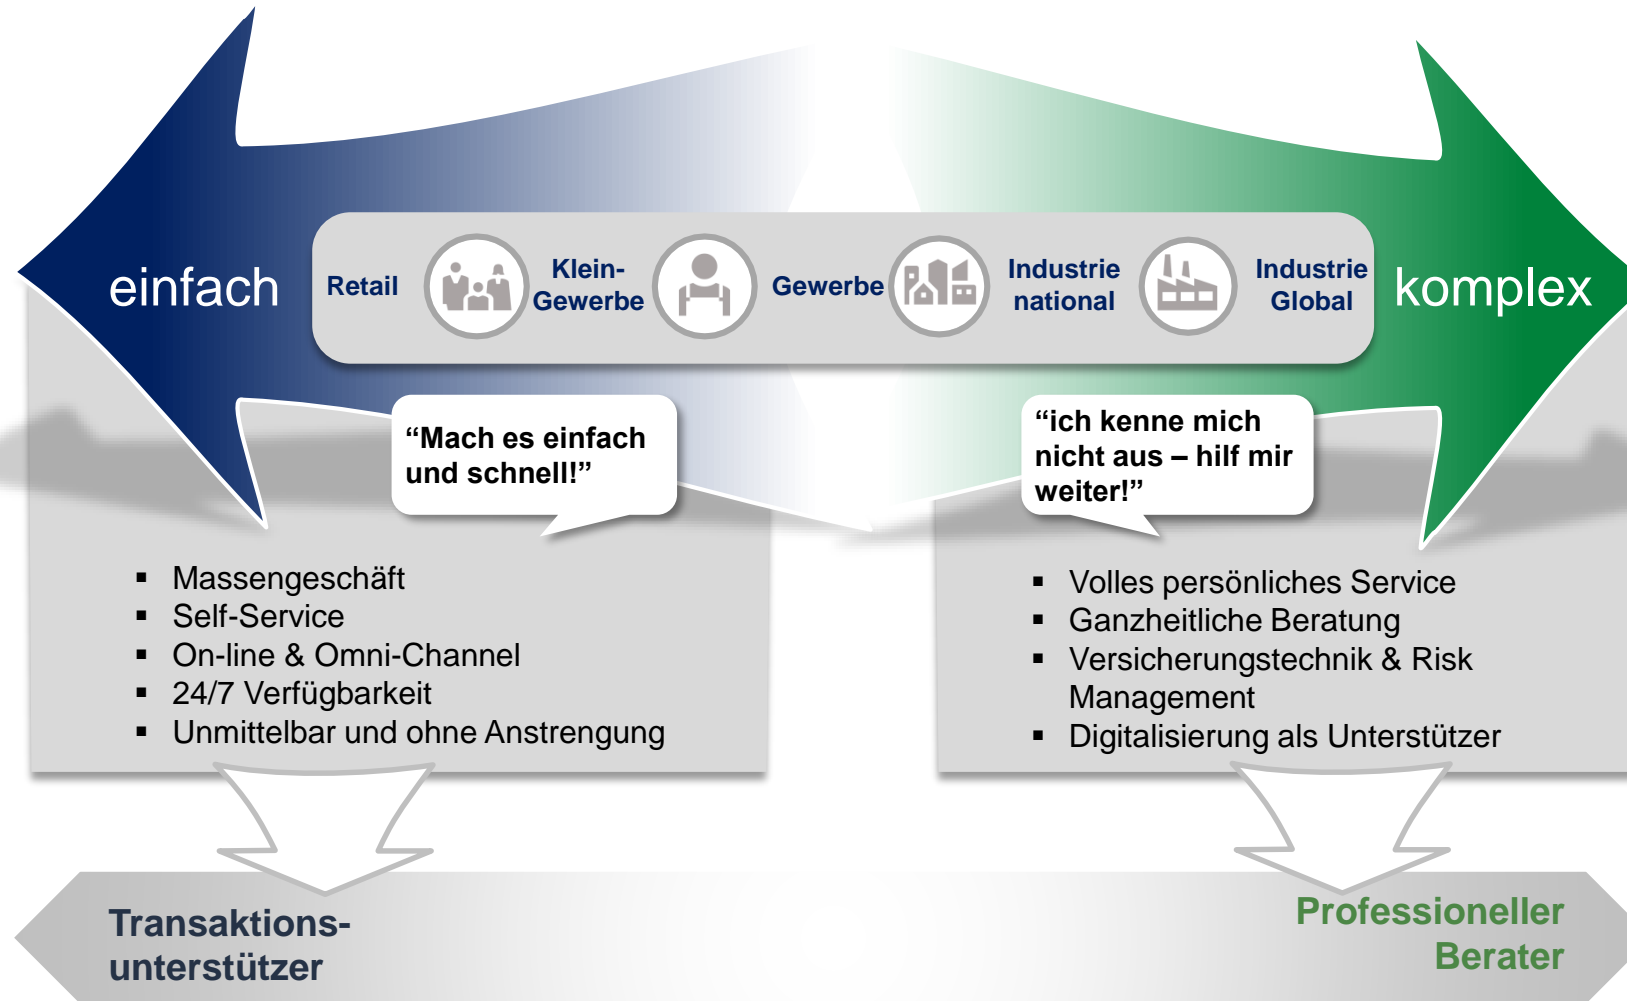 einfach
Retail
Klein-
Gewerbe
Gewerbe
Industrie
national
Industrie
Global
komplex
“Mach es einfach
und schnell!”
“ich kenne mich
nicht aus – hilf mir
weiter!”
▪ Massengeschäft
▪ Self-Service
▪ On-line & Omni-Channel
▪ 24/7 Verfügbarkeit
▪ Unmittelbar und ohne Anstrengung
▪ Volles persönliches Service
▪ Ganzheitliche Beratung
▪ Versicherungstechnik & Risk
Management
▪ Digitalisierung als Unterstützer
Transaktions-
unterstützer
Professioneller
Berater